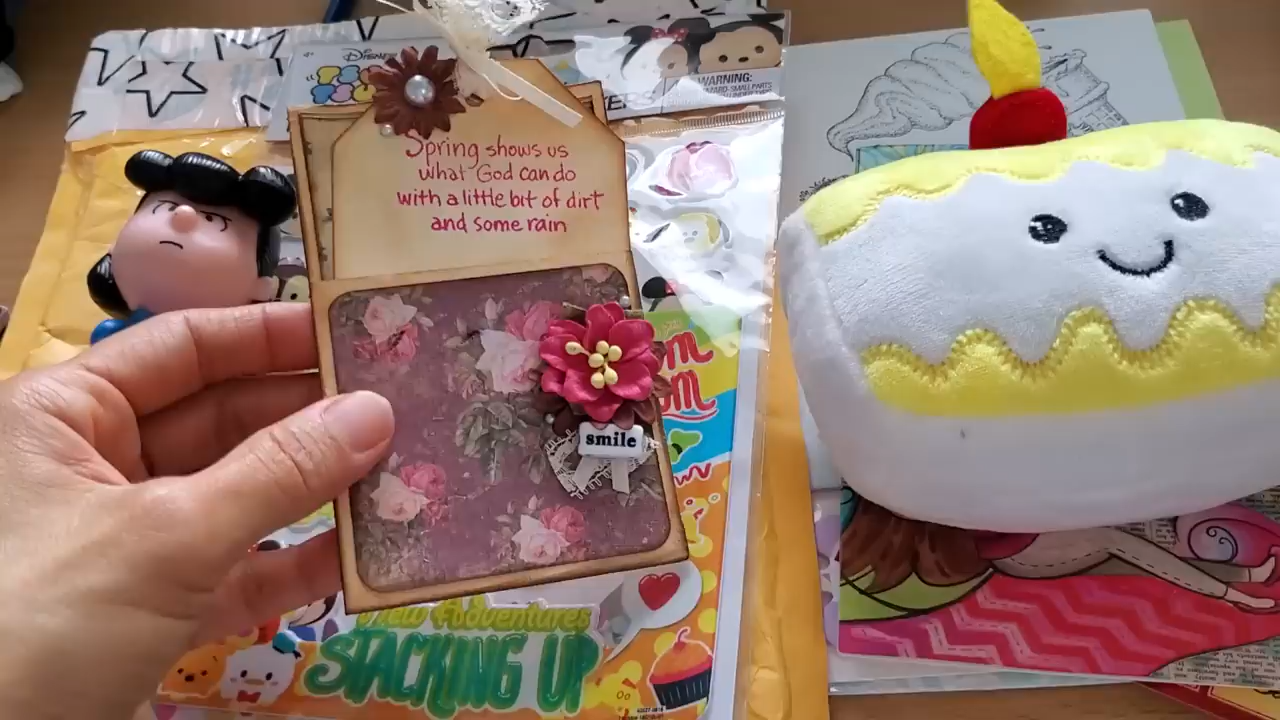 Disney
WARNING:
Spring shows us
what God can do
with a little bit of dirt
and some rain
smile
New Adventures
STACKING UP